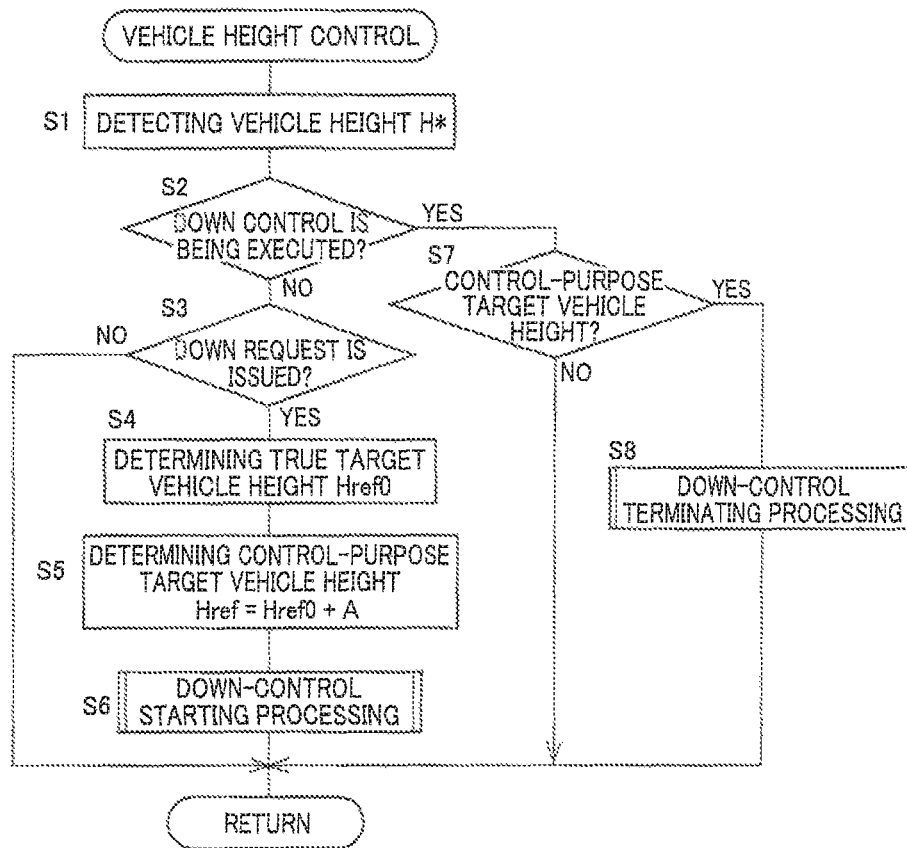 VEHICLE HEIGHT CONTROL
S1
DETECTING VEHICLE HEIGHT H*
S2
DOWN CONTROL IS
BEING EXECUTED?
YES
NO
S3
DOWN REQUEST IS
ISSUED?
NO
YES
S4
DETERMINING TRUE TARGET
VEHICLE HEIGHT Href0
S5
DETERMINING CONTROL-PURPOSE
TARGET VEHICLE HEIGHT
Href = Href0 + A
S6
DOWN-CONTROL
STARTING PROCESSING
S7
CONTROL-PURPOSE
TARGET VEHICLE
HEIGHT?
YES
NO
S8
DOWN-CONTROL
TERMINATING PROCESSING
RETURN